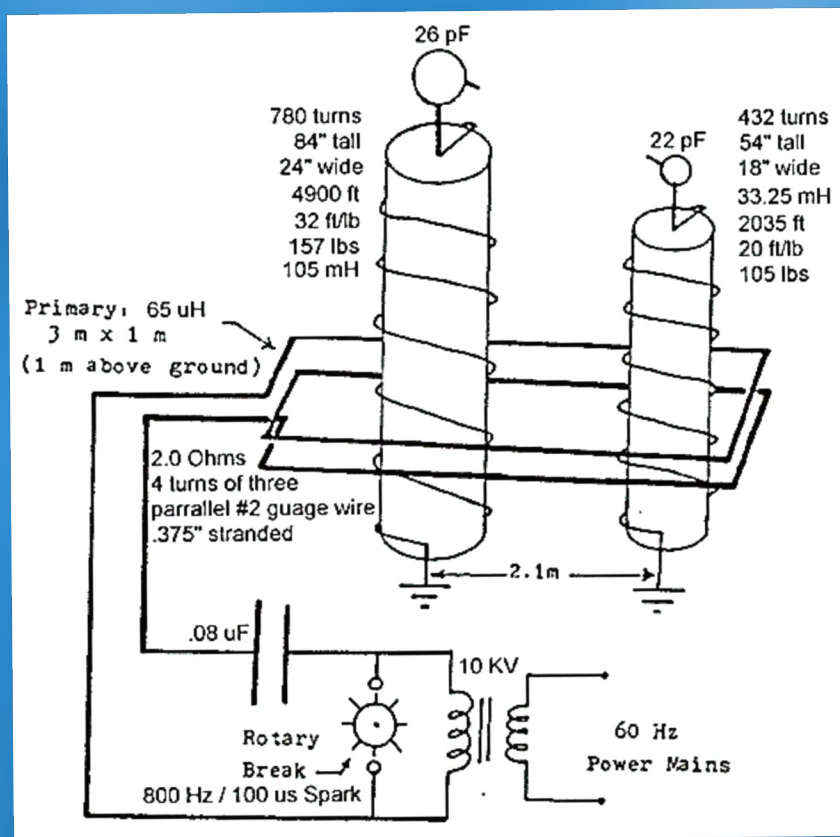 26 pF
780 turns
84" tall
24" wide
4900 ft
32 ft/lb
157 lbs
105 mH
22 pF
432 turns
54" tall
18" wide
33.25 mH
2035 ft
20 ft/lb
105 lbs
Primary: 65 uH
3 m x 1 m
(1 m above ground)
2.0 Ohms
4 turns of three
parrallel #2 guage wire
.375" stranded
2.1m
.08 uF
10 KV
Rotary
Break
800 Hz / 100 us Spark
60 Hz
Power Mains